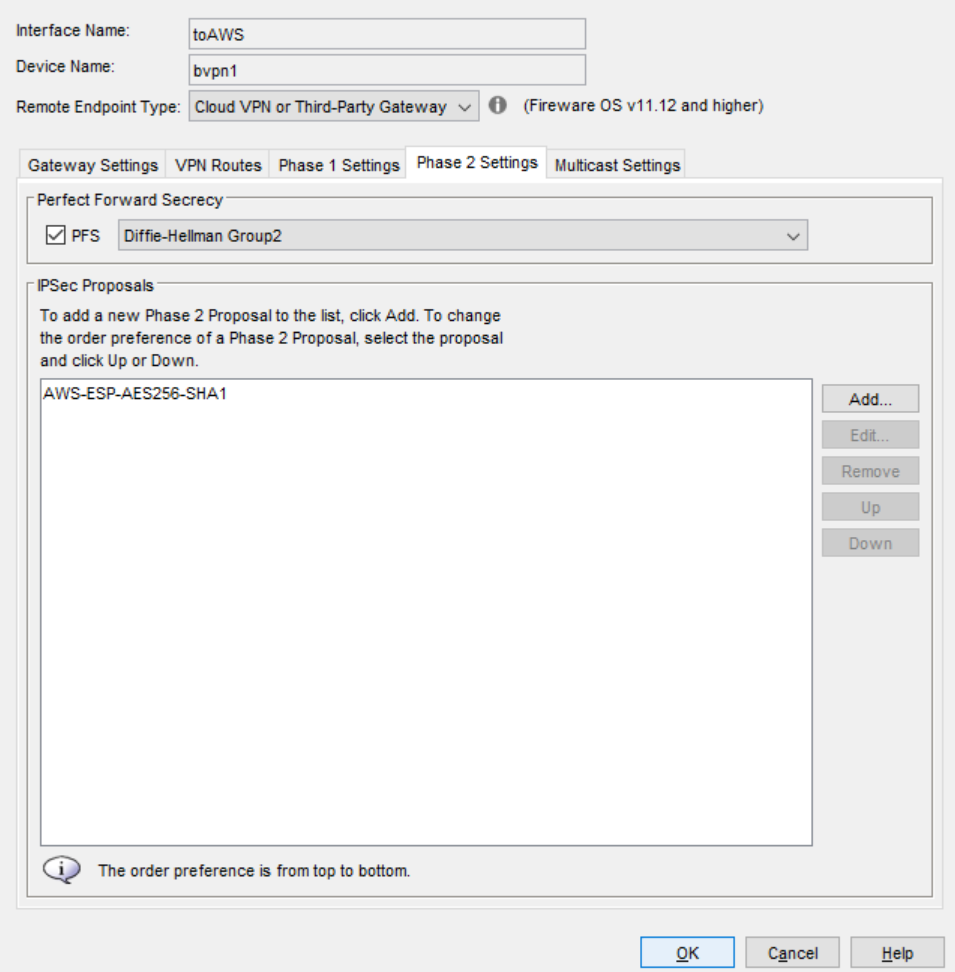 Interface Name: toAWS
Device Name: bvpn1
Remote Endpoint Type: Cloud VPN or Third-Party Gateway (Fireware OS v11.12 and higher)
Gateway Settings VPN Routes Phase 1 Settings Phase 2 Settings Multicast Settings
Perfect Forward Secrecy
PFS Diffie-Hellman Group2
IPSec Proposals
To add a new Phase 2 Proposal to the list, click Add. To change
the order preference of a Phase 2 Proposal, select the proposal
and click Up or Down.
AWS-ESP-AES256-SHA1
Add...
Edit...
Remove
Up
Down
The order preference is from top to bottom.
OK Cancel Help